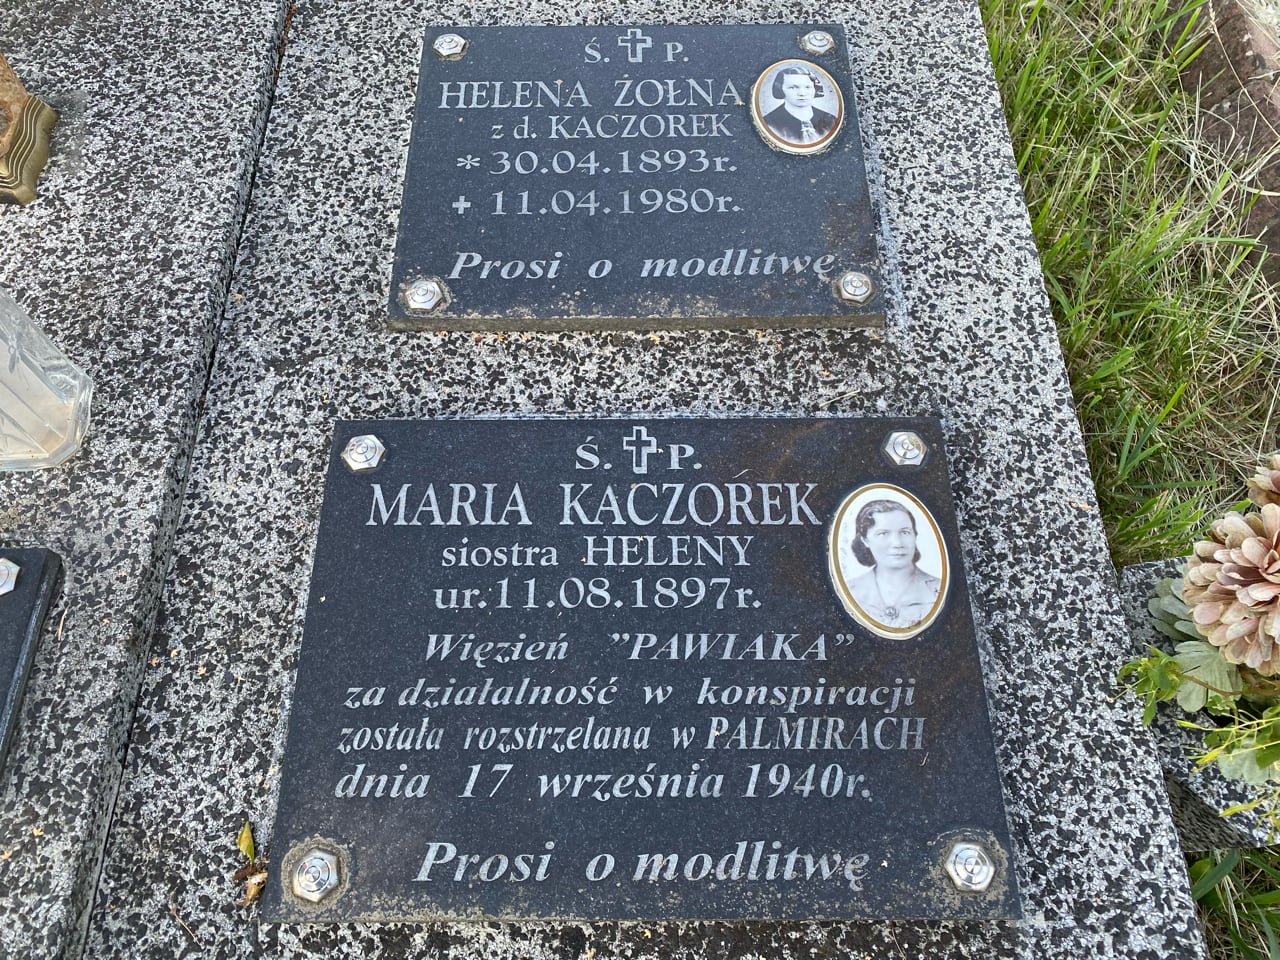 Ś. P.
HELENA ŻOŁNA
z d. KACZOREK
* 30.04.1893r.
+ 11.04.1980r.
Prosi o modlitwę
Ś. P.
MARIA KACZOREK
siostra HELENY
ur.11.08.1897r.
Więzień ”PAWIAKA”
za działalność w konspiracji
została rozstrzelana w PALMIRACH
dnia 17 września 1940r.
Prosi o modlitwę